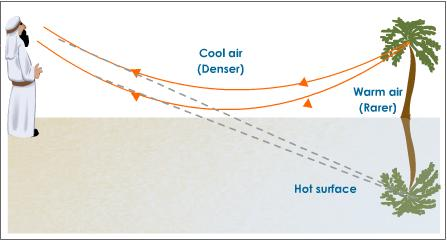 Cool air
(Denser)
Warm air
(Rarer)
Hot surface